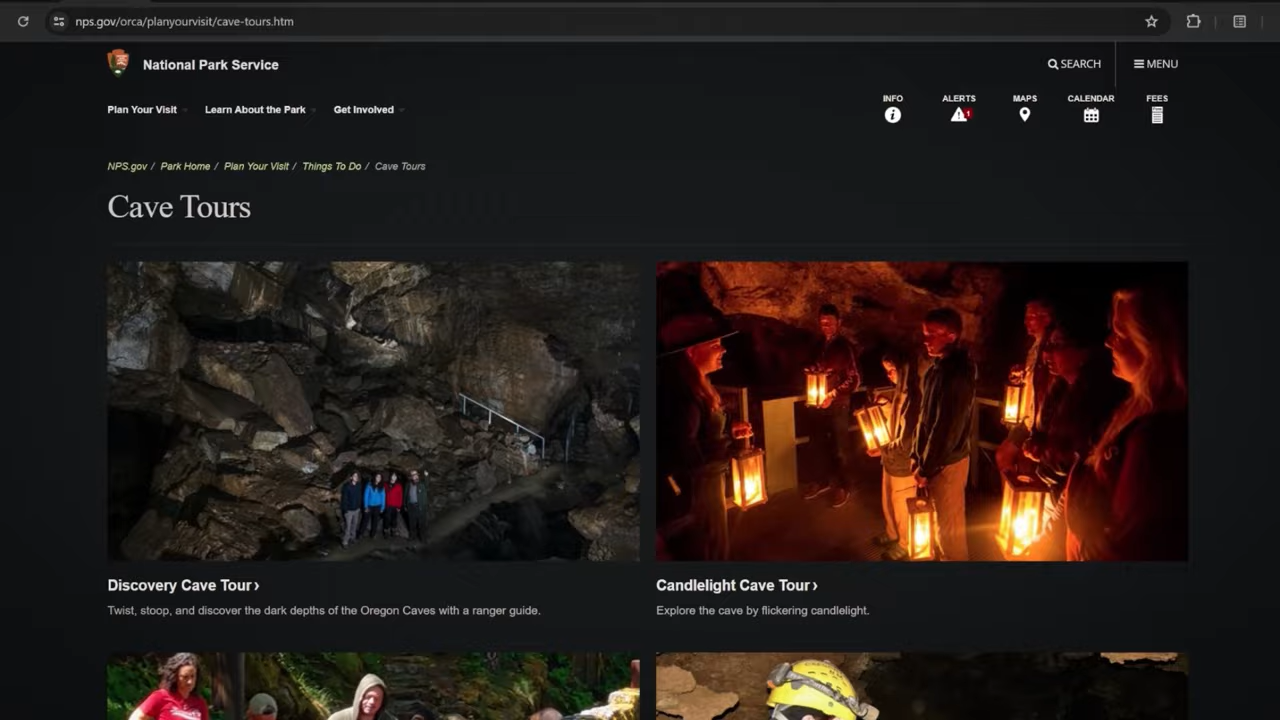 nps.gov/orca/planyourvisit/cave-tours.htm
National Park Service
SEARCH
MENU
Plan Your Visit
Learn About the Park
Get Involved
INFO
ALERTS
MAPS
CALENDAR
FEES
1
NPS.gov / Park Home / Plan Your Visit / Things To Do / Cave Tours
Cave Tours
Discovery Cave Tour ›
Candlelight Cave Tour ›
Twist, stoop, and discover the dark depths of the Oregon Caves with a ranger guide.
Explore the cave by flickering candlelight.